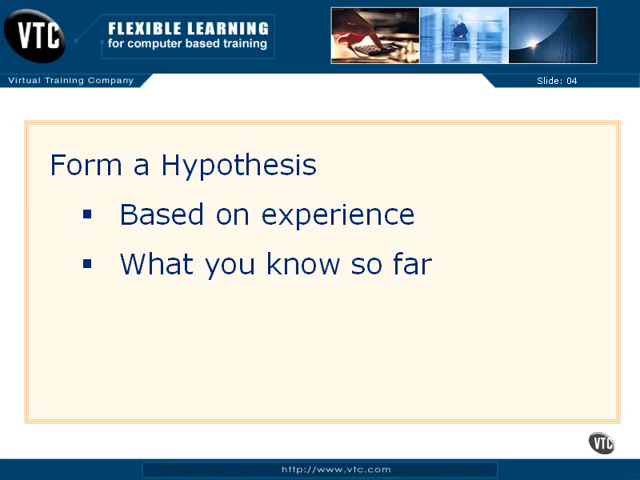 VTC
FLEXIBLE LEARNING
for computer based training
Virtual Training Company
Slide: 04
Form a Hypothesis
▪ Based on experience
▪ What you know so far
VTC
http://www.vtc.com